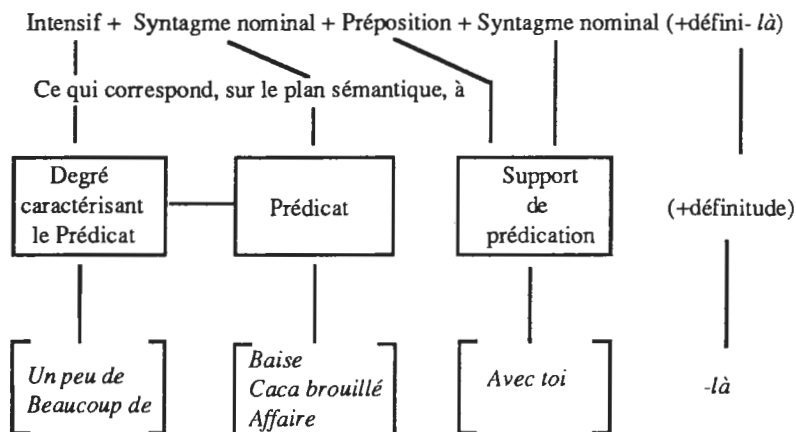 Intensif + Syntagme nominal + Préposition + Syntagme nominal (+défini- là)
Ce qui correspond, sur le plan sémantique, à
Degré
caractérisant
le Prédicat
Prédicat
Support
de
prédication
(+définitude)
Un peu de
Beaucoup de
Baise
Caca brouillé
Affaire
Avec toi
-là